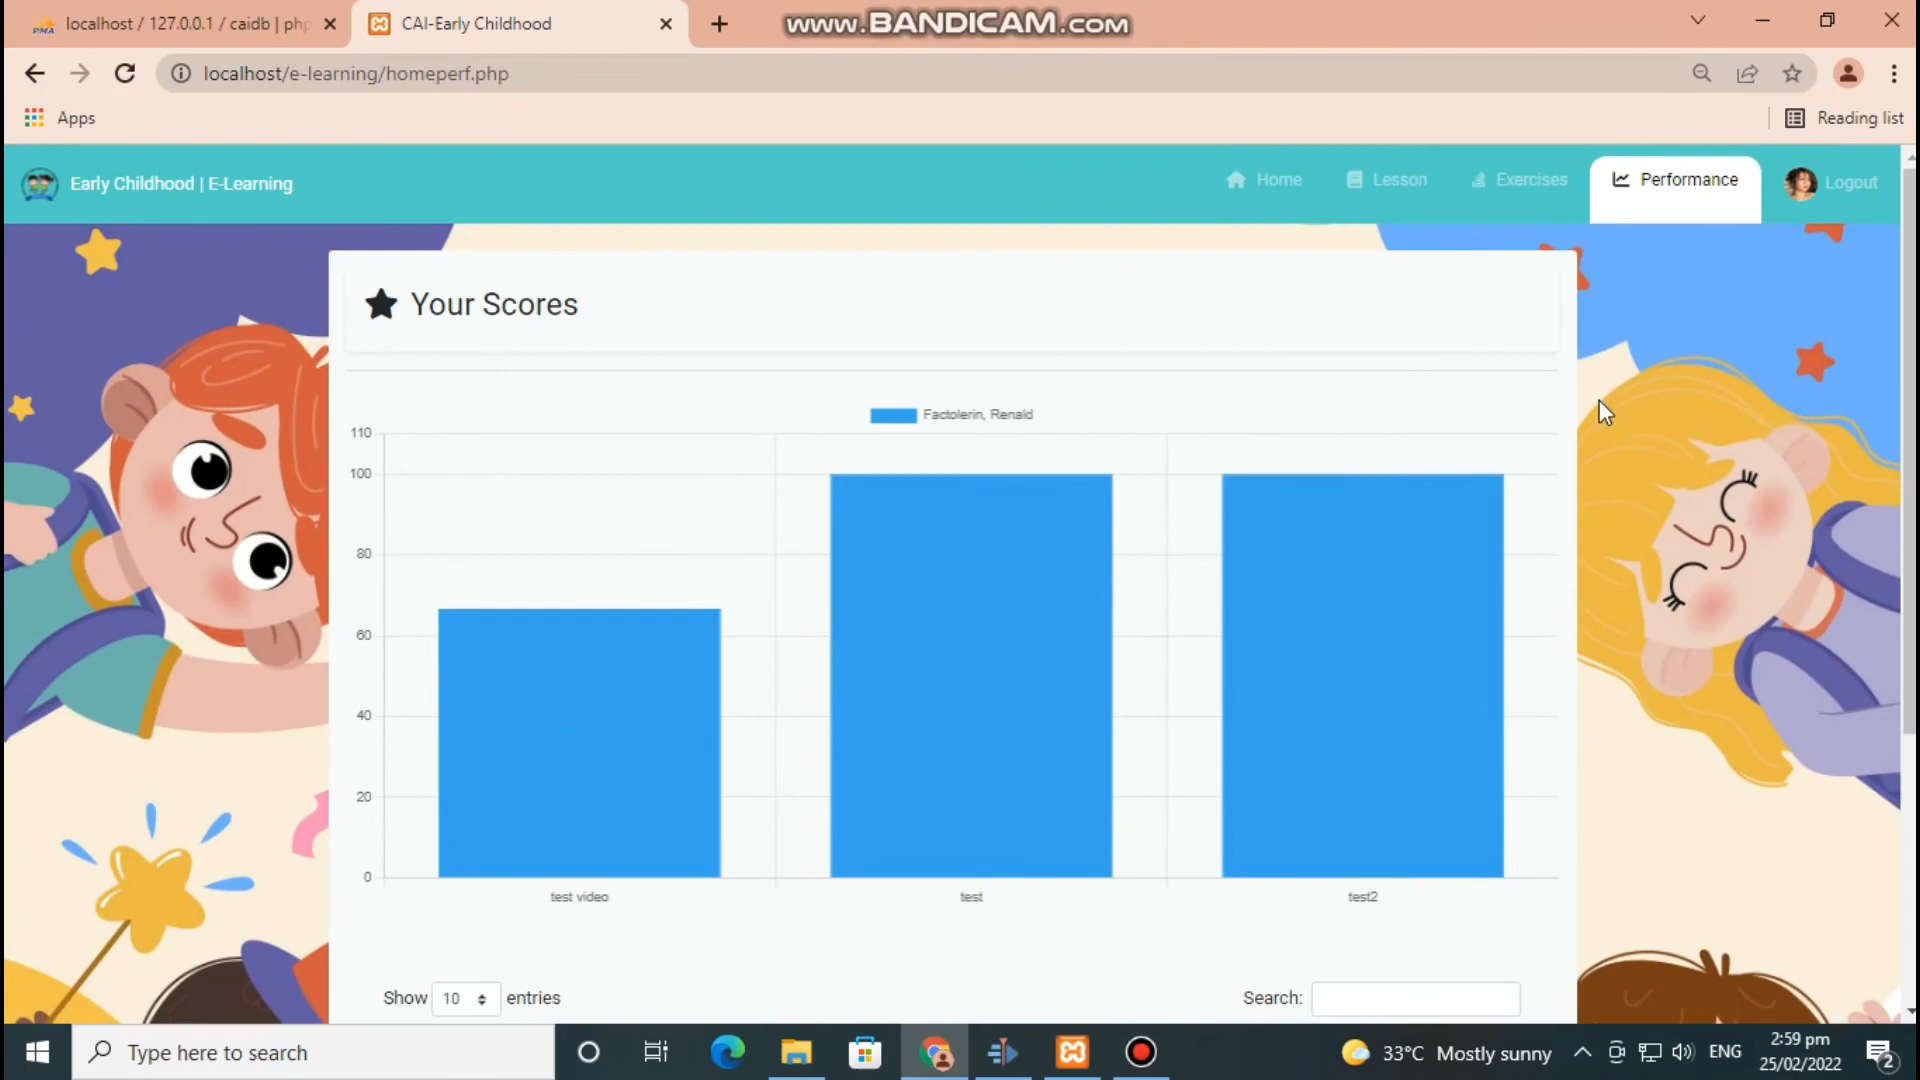 localhost / 127.0.0.1 / caidb | php
CAI-Early Childhood
www.BANDICAM.com
localhost/e-learning/homeperf.php
Apps
Reading list
Early Childhood | E-Learning
Home
Lesson
Exercises
Performance
Logout
Your Scores
Factolerin, Renald
110
100
80
60
40
20
0
test video
test
test2
Show 10 entries
Search:
Type here to search
33°C Mostly sunny
ENG
2:59 pm
25/02/2022
2